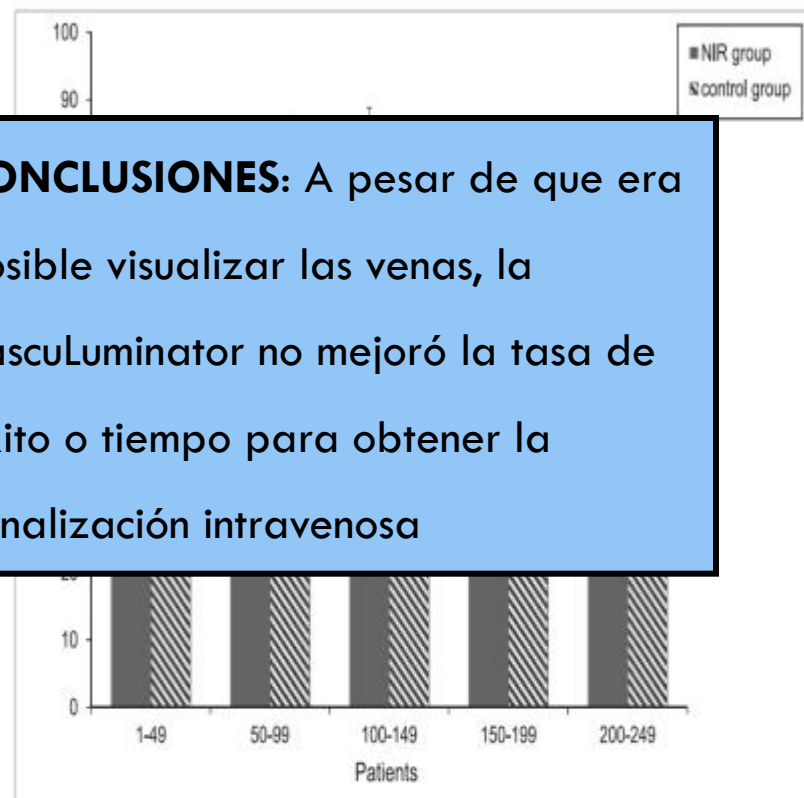 100
NIR group
control group
90
ONCLUSIONES: A pesar de que era
osible visualizar las venas, la
ascuLuminator no mejoró la tasa de
ito o tiempo para obtener la
nalización intravenosa
10
0
1-49 50-99 100-149 150-199 200-249
Patients